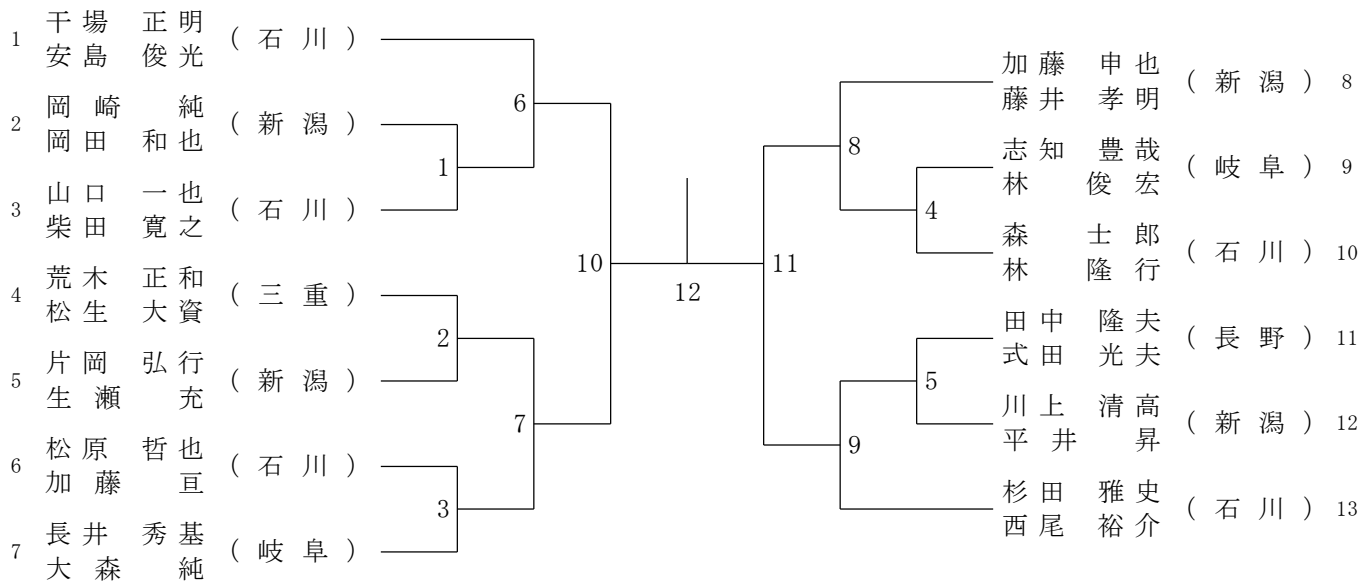 1 干場 正明 (石川)
安島 俊光
2 岡崎 純 (新潟)
岡田 和也
3 山口 一也 (石川)
柴田 寛之
4 荒木 正和 (三重)
松生 大資
5 片岡 弘行 (新潟)
生瀬 充
6 松原 哲也 (石川)
加藤 亘
7 長井 秀基 (岐阜)
大森 純
6
1
10
2
7
3
12
加藤 申也 (新潟) 8
藤井 孝明
志知 豊哉 (岐阜) 9
林 俊宏
森 士郎 (石川) 10
林 隆行
田中 隆夫 (長野) 11
式田 光夫
川上 清高 (新潟) 12
平井 昇
杉田 雅史 (石川) 13
西尾 裕介
8
4
11
5
9